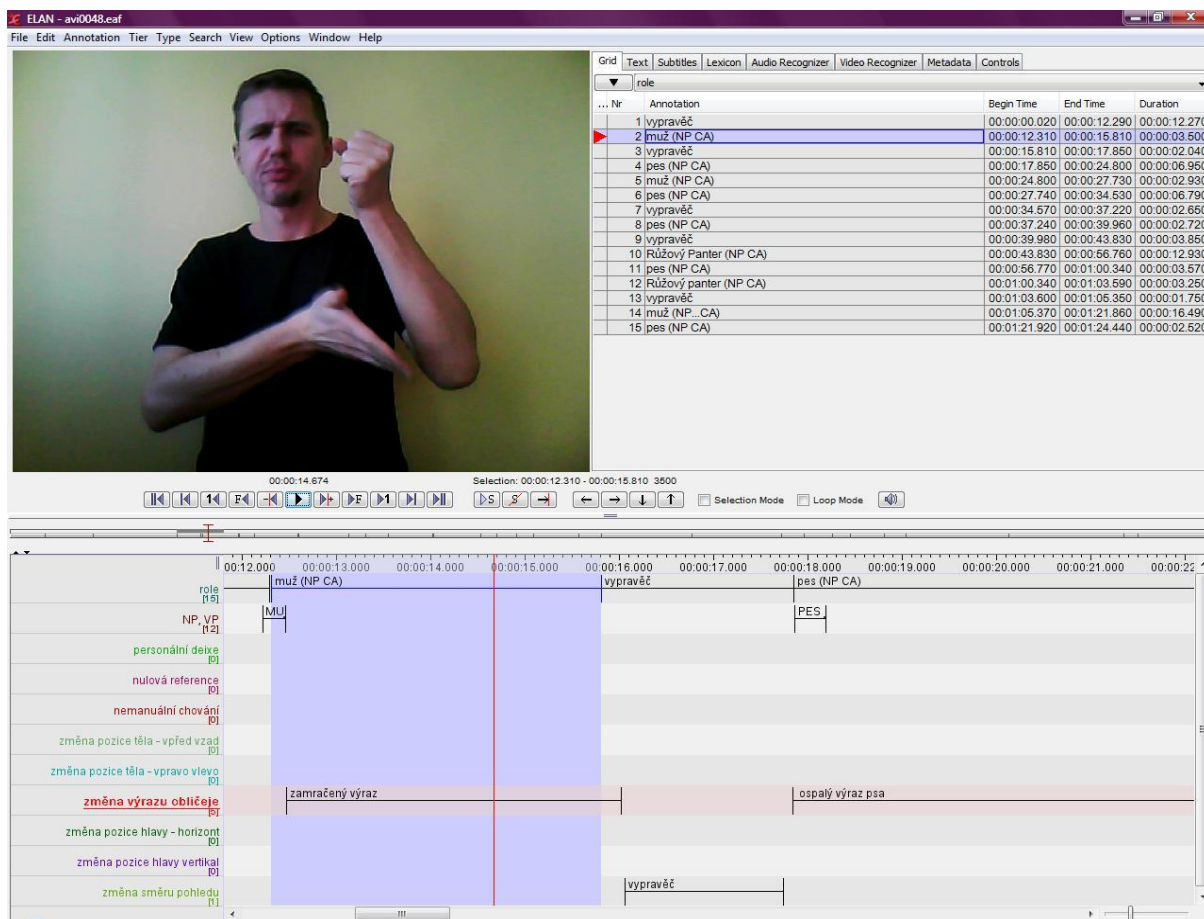 ELAN - avi0048.eaf
File Edit Annotation Tier Type Search View Options Window Help
Grid Text Subtitles Lexicon Audio Recognizer Video Recognizer Metadata Controls
▼ role
... Nr Annotation Begin Time End Time Duration
1 vypravěč 00:00:00.020 00:00:12.290 00:00:12.270
2 muž (NP CA) 00:00:12.310 00:00:15.810 00:00:03.500
3 vypravěč 00:00:15.810 00:00:17.850 00:00:02.040
4 pes (NP CA) 00:00:17.850 00:00:24.800 00:00:06.950
5 muž (NP CA) 00:00:24.800 00:00:27.730 00:00:02.930
6 pes (NP CA) 00:00:27.740 00:00:34.530 00:00:06.790
7 vypravěč 00:00:34.570 00:00:37.220 00:00:02.650
8 pes (NP CA) 00:00:37.240 00:00:39.960 00:00:02.720
9 vypravěč 00:00:39.980 00:00:43.830 00:00:03.850
10 Růžový Panter (NP CA) 00:00:43.830 00:00:56.760 00:00:12.930
11 pes (NP CA) 00:00:56.770 00:01:00.340 00:00:03.570
12 Růžový panter (NP CA) 00:01:00.340 00:01:03.590 00:00:03.250
13 vypravěč 00:01:03.600 00:01:05.350 00:00:01.750
14 muž (NP...CA) 00:01:05.370 00:01:21.860 00:00:16.490
15 pes (NP CA) 00:01:21.920 00:01:24.440 00:00:02.520
00:00:14.674 Selection: 00:00:12.310 - 00:00:15.810 3500
1 F F 1 S S Selection Mode Loop Mode
00:12.000 00:00:13.000 00:00:14.000 00:00:15.000 00:00:16.000 00:00:17.000 00:00:18.000 00:00:19.000 00:00:20.000 00:00:21.000 00:00:22
role muž (NP CA) vypravěč pes (NP CA)
[15]
NP, VP MU PES
[12]
personální deixe
[0]
nulová reference
[0]
nemanuální chování
[0]
změna pozice těla - vpřed vzad
[0]
změna pozice těla - vpravo vlevo
[0]
změna výrazu obličeje zamračený výraz ospalý výraz psa
změna pozice hlavy - horizont
[0]
změna pozice hlavy vertikal
[0]
změna směru pohledu vypravěč
[1]